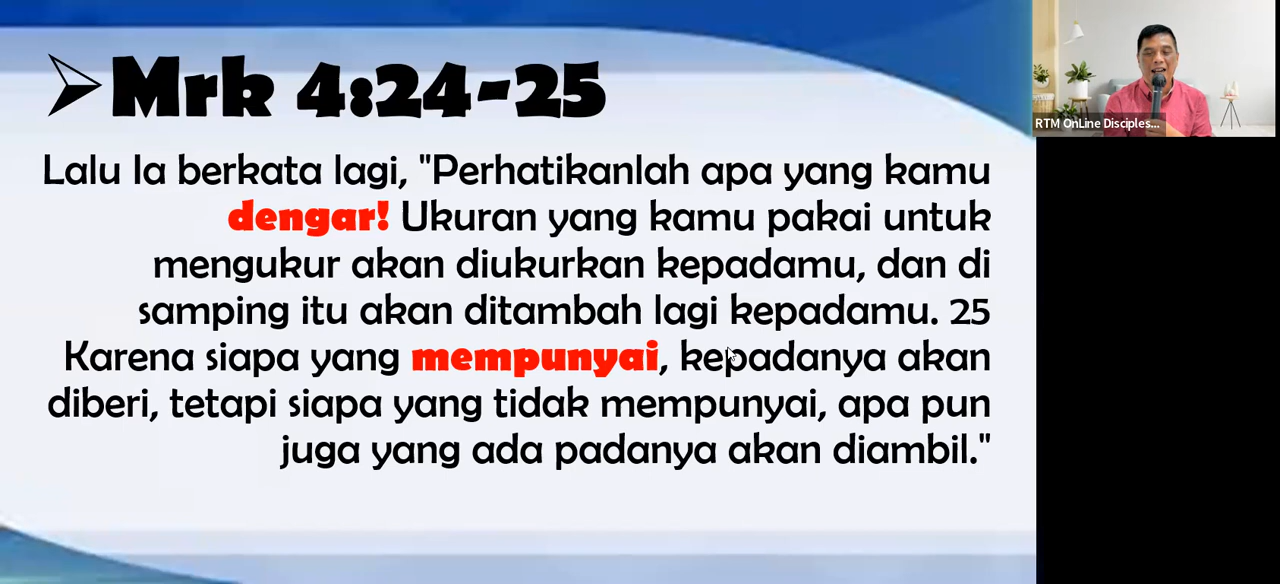 Mrk 4:24-25
Lalu Ia berkata lagi, "Perhatikanlah apa yang kamu
dengar! Ukuran yang kamu pakai untuk
mengukur akan diukurkan kepadamu, dan di
samping itu akan ditambah lagi kepadamu. 25
Karena siapa yang mempunyai, kepadanya akan
diberi, tetapi siapa yang tidak mempunyai, apa pun
juga yang ada padanya akan diambil."
RTM OnLine Disciples...